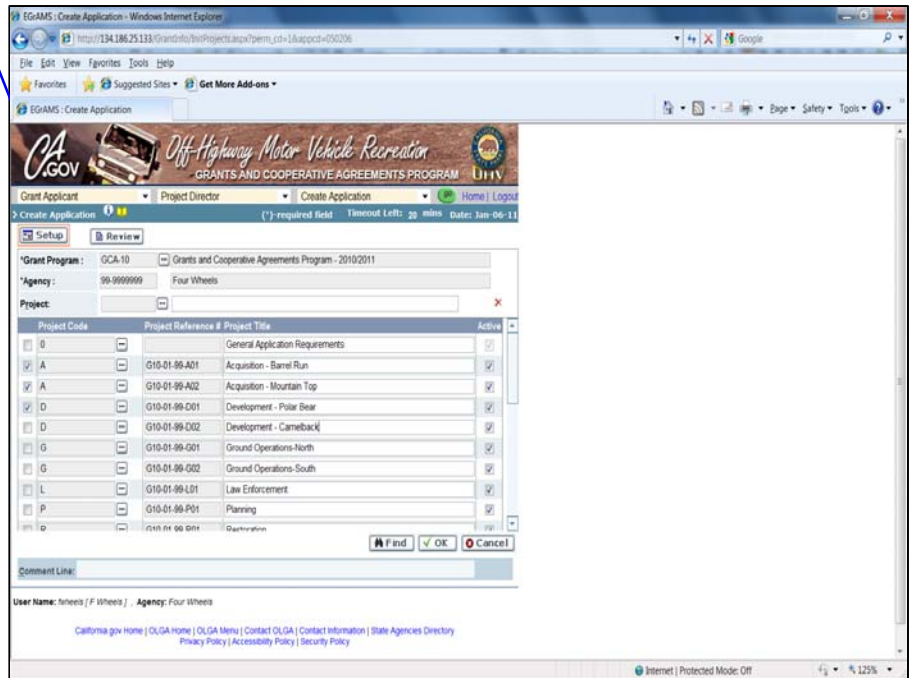 EGrAMS : Create Application - Windows Internet Explorer
http://134.186.25.133/GrantInfo/InitProjects.aspx?perm_cd=1&appcd=050206
Google
File Edit View Favorites Tools Help
Favorites Suggested Sites Get More Add-ons
EGrAMS : Create Application
Page Safety Tools
CA.GOV
Off-Highway Motor Vehicle Recreation
GRANTS AND COOPERATIVE AGREEMENTS PROGRAM
OHV
Grant Applicant Project Director Create Application Home | Logout
> Create Application (*)-required field Timeout Left: 20 mins Date: Jan-06-11
Setup Review
*Grant Program : GCA-10 Grants and Cooperative Agreements Program - 2010/2011
*Agency : 99-9999999 Four Wheels
Project:
Project Code Project Reference # Project Title Active
0 General Application Requirements
A G10-01-99-A01 Acquisition - Barrel Run
A G10-01-99-A02 Acquisition - Mountain Top
D G10-01-99-D01 Development - Polar Bear
D G10-01-99-D02 Development - Camelback
G G10-01-99-G01 Ground Operations-North
G G10-01-99-G02 Ground Operations-South
L G10-01-99-L01 Law Enforcement
P G10-01-99-P01 Planning
R G10-01-99-R01 Restoration
Find OK Cancel
Comment Line:
User Name: [ F Wheels ] , Agency: Four Wheels
California gov Home | OLGA Home | OLGA Menu | Contact OLGA | Contact Information | State Agencies Directory
Privacy Policy | Accessibility Policy | Security Policy
Internet | Protected Mode: Off 125%